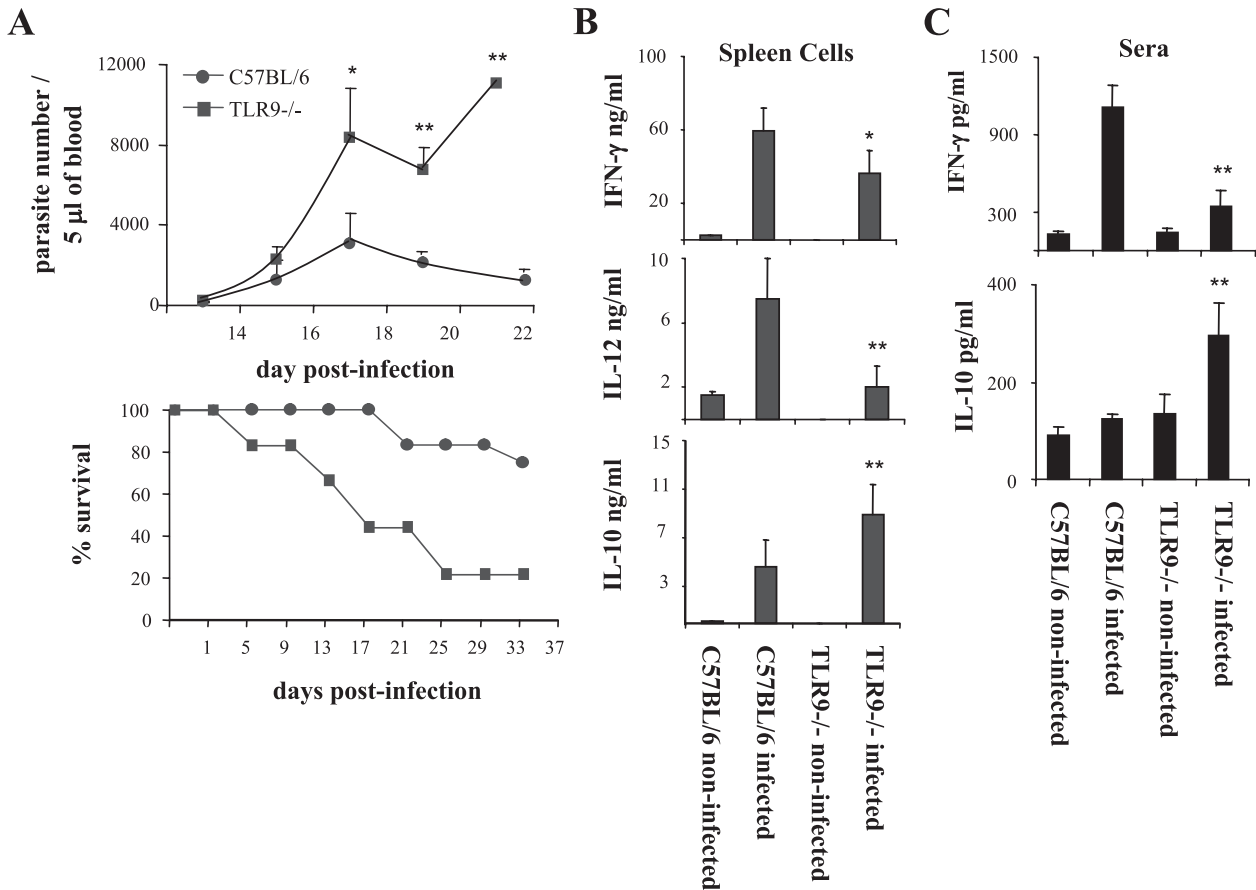 A
parasite number /
5 µl of blood
12000
8000
4000
0
C57BL/6
TLR9-/-
*
**
**
14
16
18
20
22
day post-infection
% survival
100
80
60
40
20
0
1
5
9
13
17
21
25
29
33
37
days post-infection
B
Spleen Cells
IFN-γ ng/ml
100
60
20
*
IL-12 ng/ml
10
6
2
**
IL-10 ng/ml
15
11
7
3
**
C57BL/6 non-infected
C57BL/6 infected
TLR9-/- non-infected
TLR9-/- infected
C
Sera
IFN-γ pg/ml
1500
900
300
**
IL-10 pg/ml
400
200
0
**
C57BL/6 non-infected
C57BL/6 infected
TLR9-/- non-infected
TLR9-/- infected